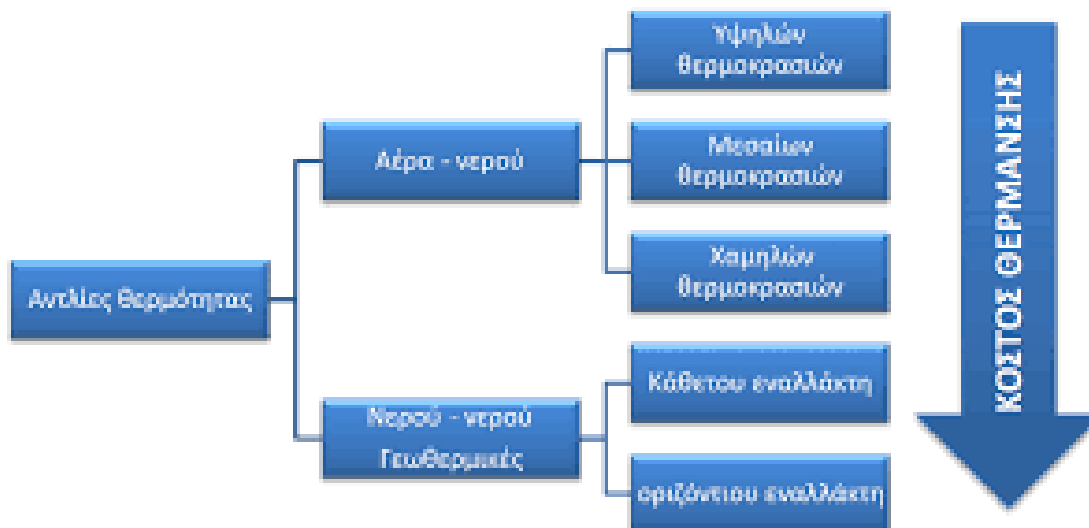 Υψηλών
θερμοκρασιών
Αέρα - νερού
Μεσαίων
θερμοκρασιών
Χαμηλών
θερμοκρασιών
Αντλίες θερμότητας
Κάθετου εναλλάκτη
Νερού - νερού
Γεωθερμικές
οριζόντιου εναλλάκτη
ΚΟΣΤΟΣ ΘΕΡΜΑΝΣΗΣ